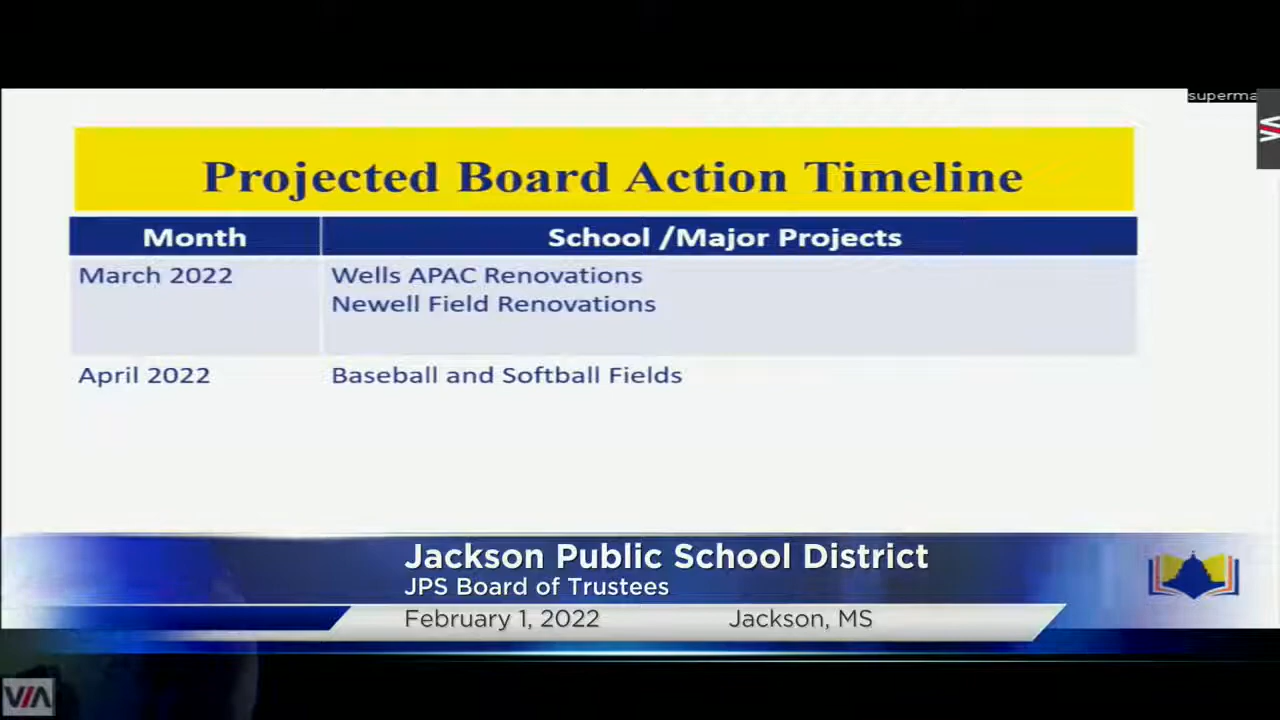 superma
Projected Board Action Timeline
Month School /Major Projects
March 2022 Wells APAC Renovations
Newell Field Renovations
April 2022 Baseball and Softball Fields
Jackson Public School District
JPS Board of Trustees
February 1, 2022 Jackson, MS
VIA